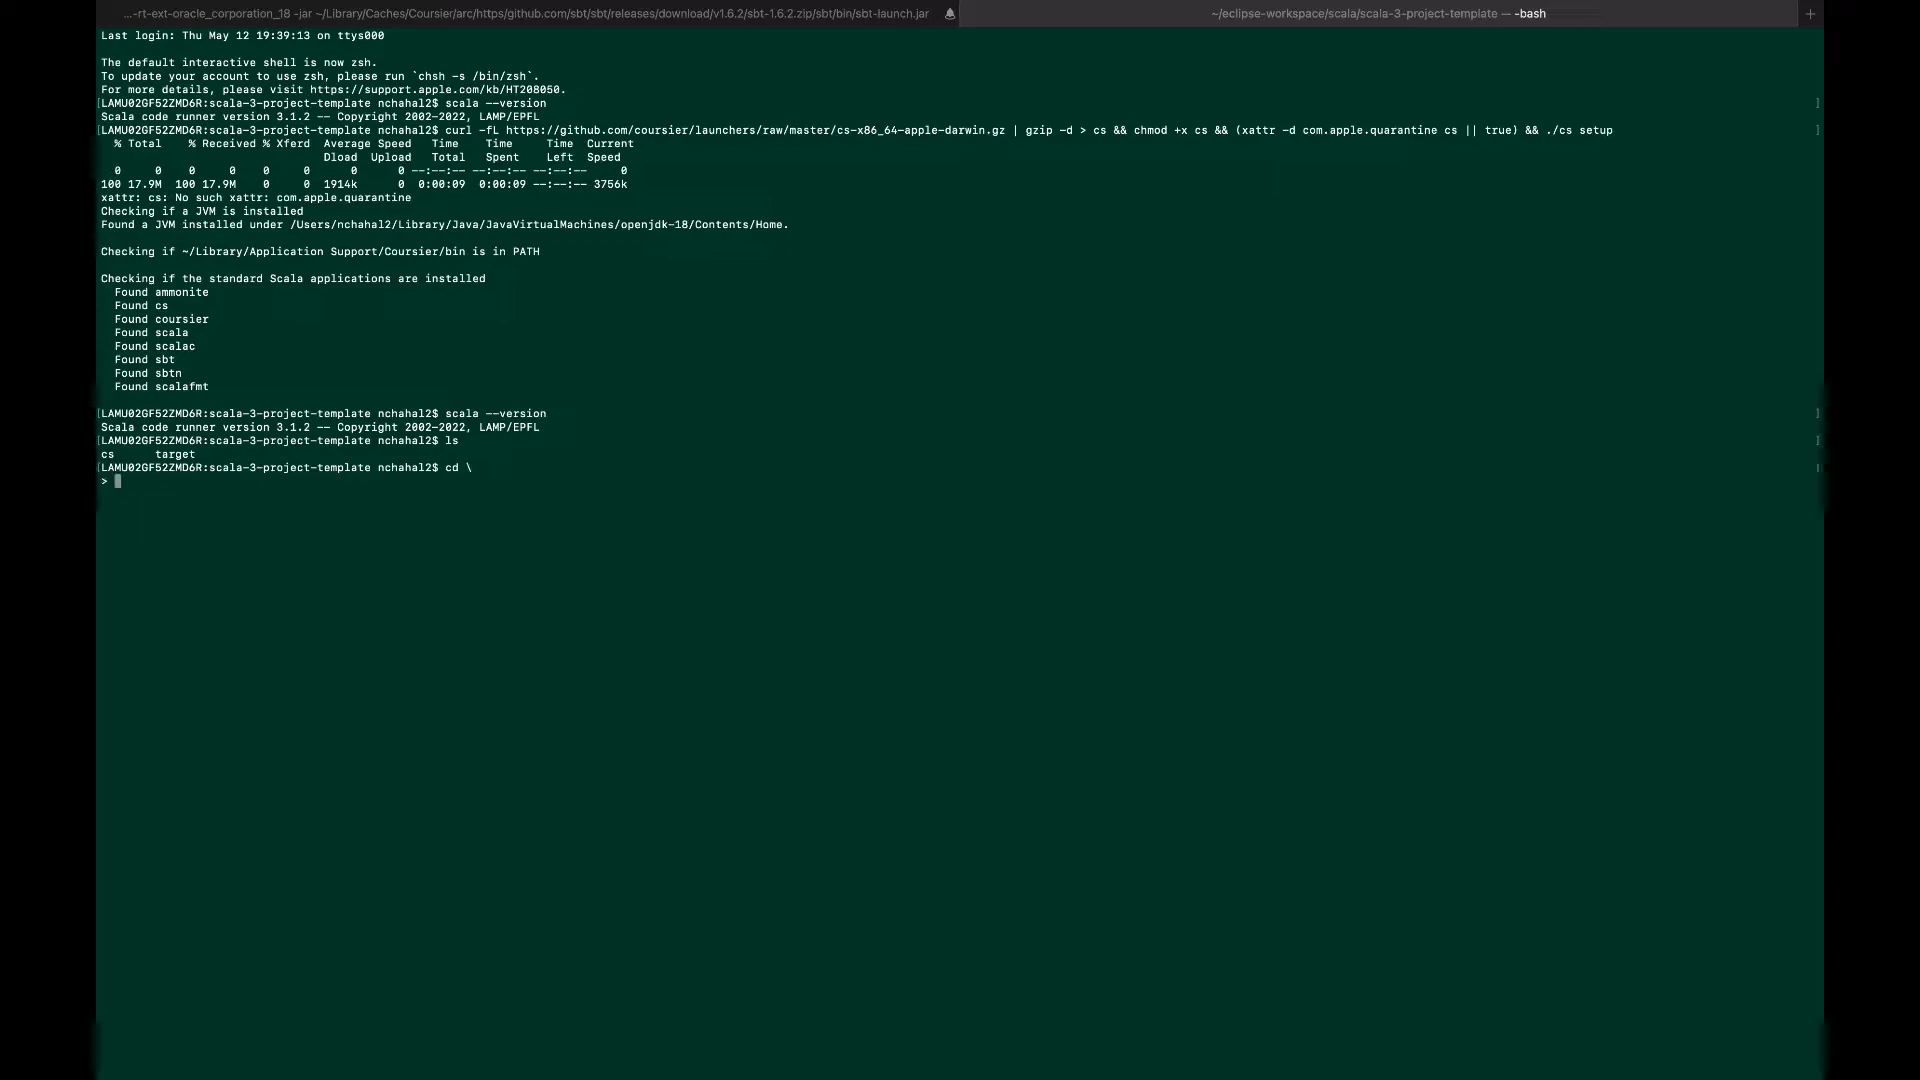 ...-rt-ext-oracle_corporation_18 -jar ~/Library/Caches/Coursier/arc/https/github.com/sbt/sbt/releases/download/v1.6.2/sbt-1.6.2.zip/sbt/bin/sbt-launch.jar
~/eclipse-workspace/scala/scala-3-project-template — -bash
Last login: Thu May 12 19:39:13 on ttys000
The default interactive shell is now zsh.
To update your account to use zsh, please run `chsh -s /bin/zsh`.
For more details, please visit https://support.apple.com/kb/HT208050.
[LAMU02GF52ZMD6R:scala-3-project-template nchahal2$ scala --version ]
Scala code runner version 3.1.2 -- Copyright 2002-2022, LAMP/EPFL
[LAMU02GF52ZMD6R:scala-3-project-template nchahal2$ curl -fL https://github.com/coursier/launchers/raw/master/cs-x86_64-apple-darwin.gz | gzip -d > cs && chmod +x cs && (xattr -d com.apple.quarantine cs || true) && ./cs setup ]
% Total % Received % Xferd Average Speed Time Time Time Current
Dload Upload Total Spent Left Speed
0 0 0 0 0 0 0 0 --:--:-- --:--:-- --:--:-- 0
100 17.9M 100 17.9M 0 0 1914k 0 0:00:09 0:00:09 --:--:-- 3756k
xattr: cs: No such xattr: com.apple.quarantine
Checking if a JVM is installed
Found a JVM installed under /Users/nchahal2/Library/Java/JavaVirtualMachines/openjdk-18/Contents/Home.
Checking if ~/Library/Application Support/Coursier/bin is in PATH
Checking if the standard Scala applications are installed
Found ammonite
Found cs
Found coursier
Found scala
Found scalac
Found sbt
Found sbtn
Found scalafmt
[LAMU02GF52ZMD6R:scala-3-project-template nchahal2$ scala --version ]
Scala code runner version 3.1.2 -- Copyright 2002-2022, LAMP/EPFL
[LAMU02GF52ZMD6R:scala-3-project-template nchahal2$ ls ]
cs target
[LAMU02GF52ZMD6R:scala-3-project-template nchahal2$ cd \ ]
>